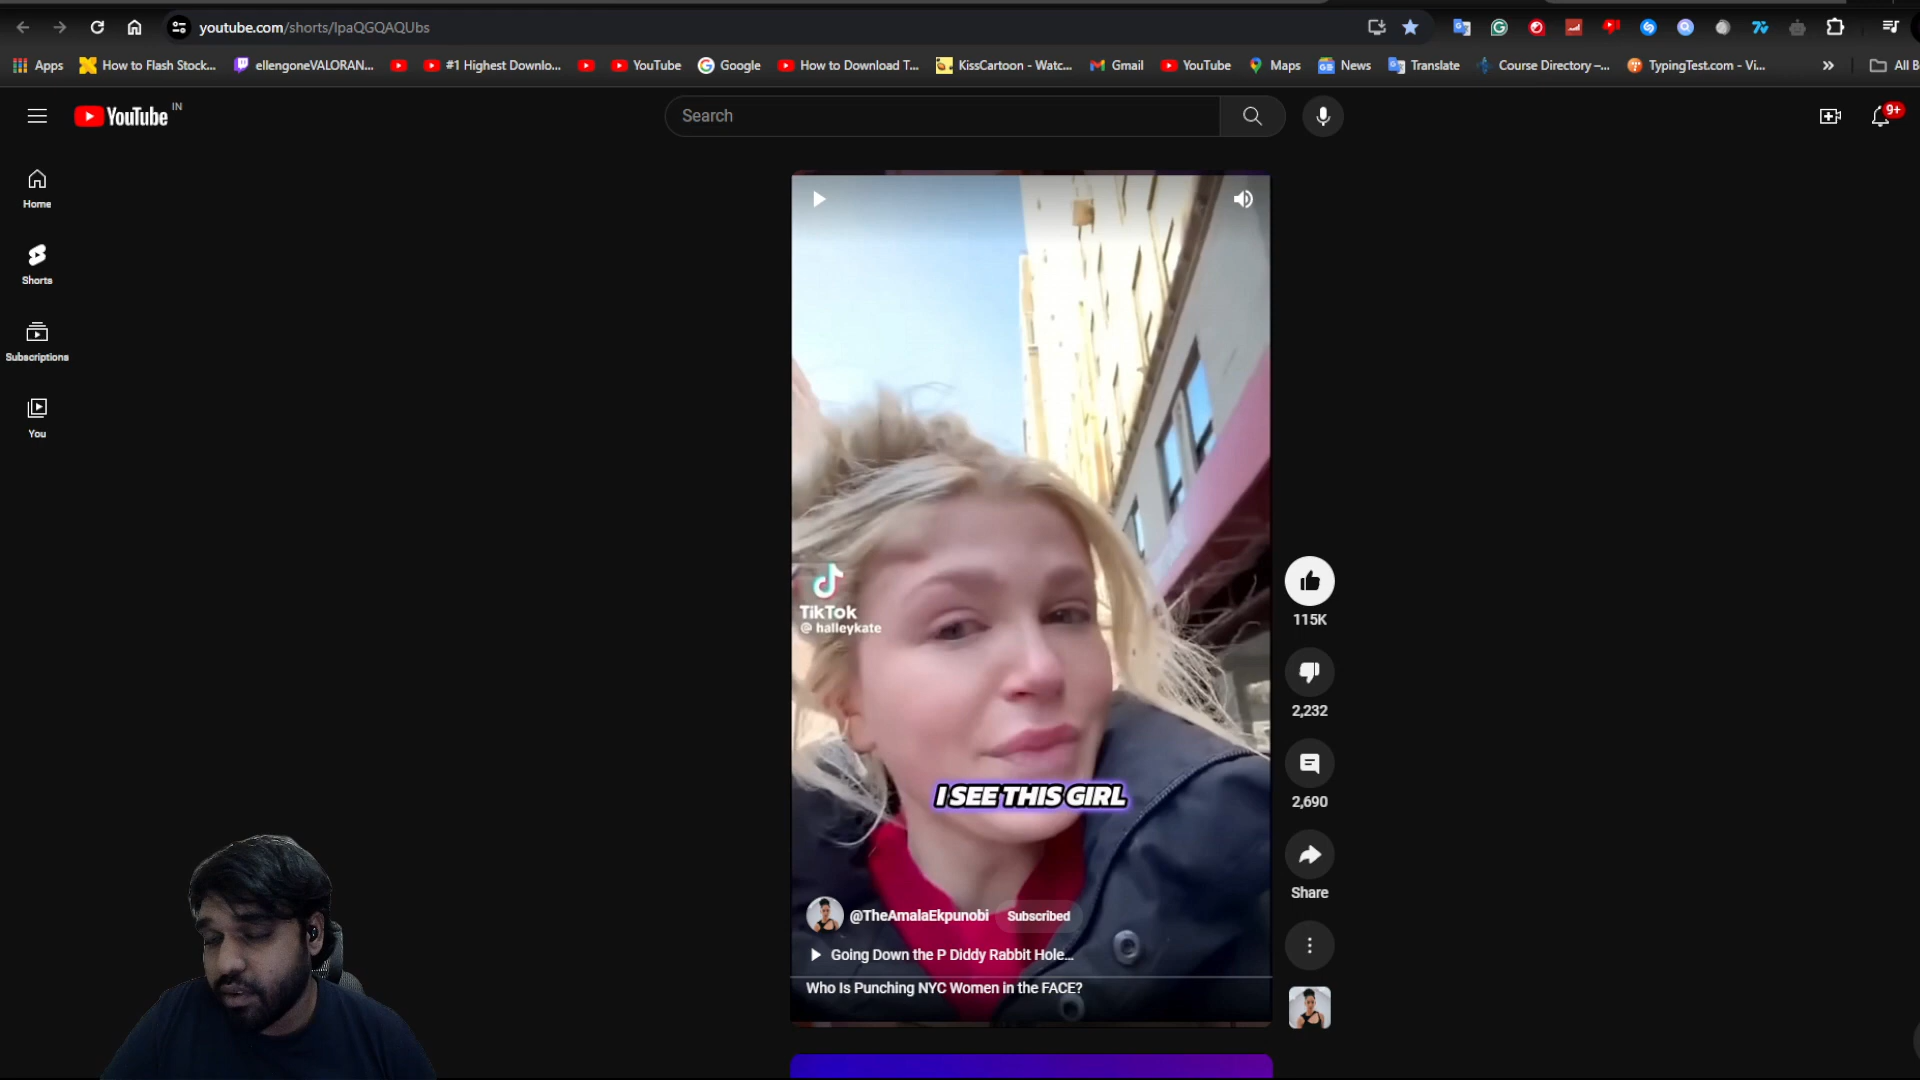 youtube.com/shorts/lpaQGQAQUbs
Apps
How to Flash Stock...
ellengoneVALORAN...
#1 Highest Downlo...
YouTube
Google
How to Download T...
KissCartoon - Watc...
Gmail
YouTube
Maps
News
Translate
Course Directory –...
TypingTest.com - Vi...
»
All B
YouTube IN
Search
9+
Home
Shorts
Subscriptions
You
TikTok
@ halleykate
I SEE THIS GIRL
@TheAmalaEkpunobi
Subscribed
Going Down the P Diddy Rabbit Hole...
Who Is Punching NYC Women in the FACE?
115K
2,232
2,690
Share